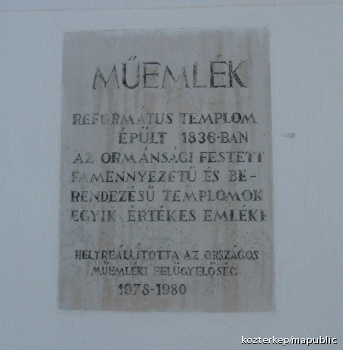 MŰEMLÉK
REFORMÁTUS TEMPLOM
ÉPÜLT 1836-BAN
AZ ORMÁNSÁGI FESTETT
FAMENNYEZETŰ ÉS BE-
RENDEZÉSŰ TEMPLOMOK
EGYIK ÉRTÉKES EMLÉKE
HELYREÁLLÍTOTTA AZ ORSZÁGOS
MŰEMLÉKI FELÜGYELŐSÉG
1978-1980
kozterkep/mapublic